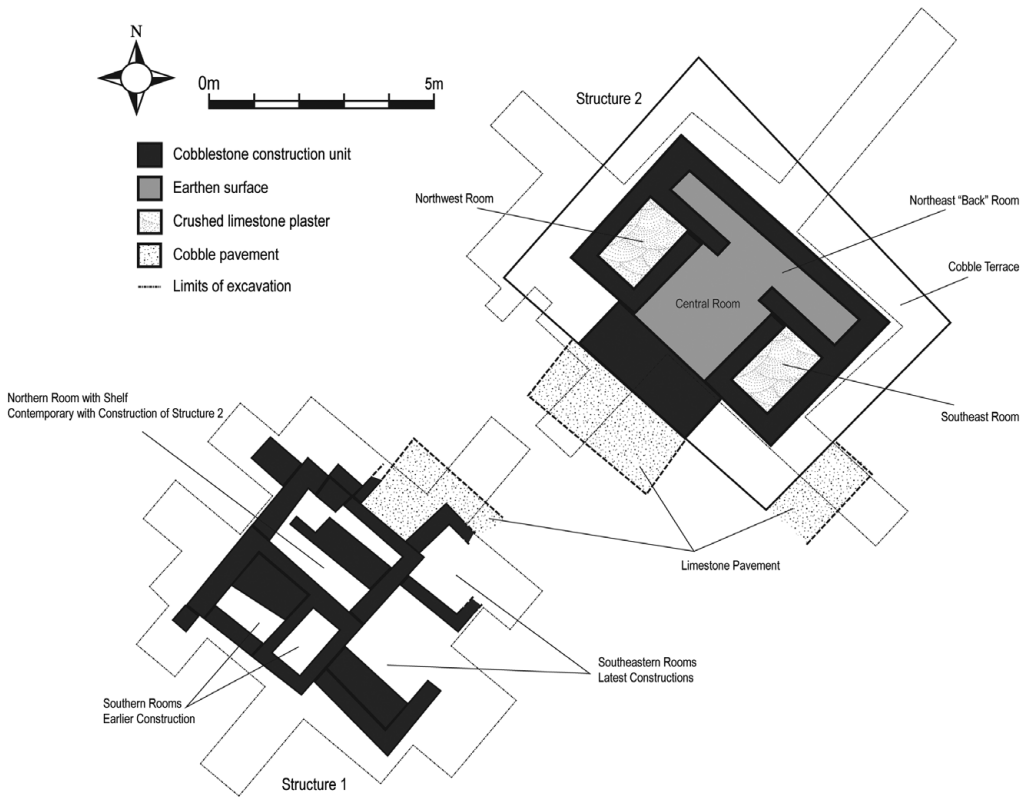 N
0m
5m
Cobblestone construction unit
Earthen surface
Crushed limestone plaster
Cobble pavement
Limits of excavation
Structure 2
Northwest Room
Northeast "Back" Room
Cobble Terrace
Central Room
Southeast Room
Northern Room with Shelf
Contemporary with Construction of Structure 2
Limestone Pavement
Southeastern Rooms
Latest Constructions
Southern Rooms
Earlier Construction
Structure 1